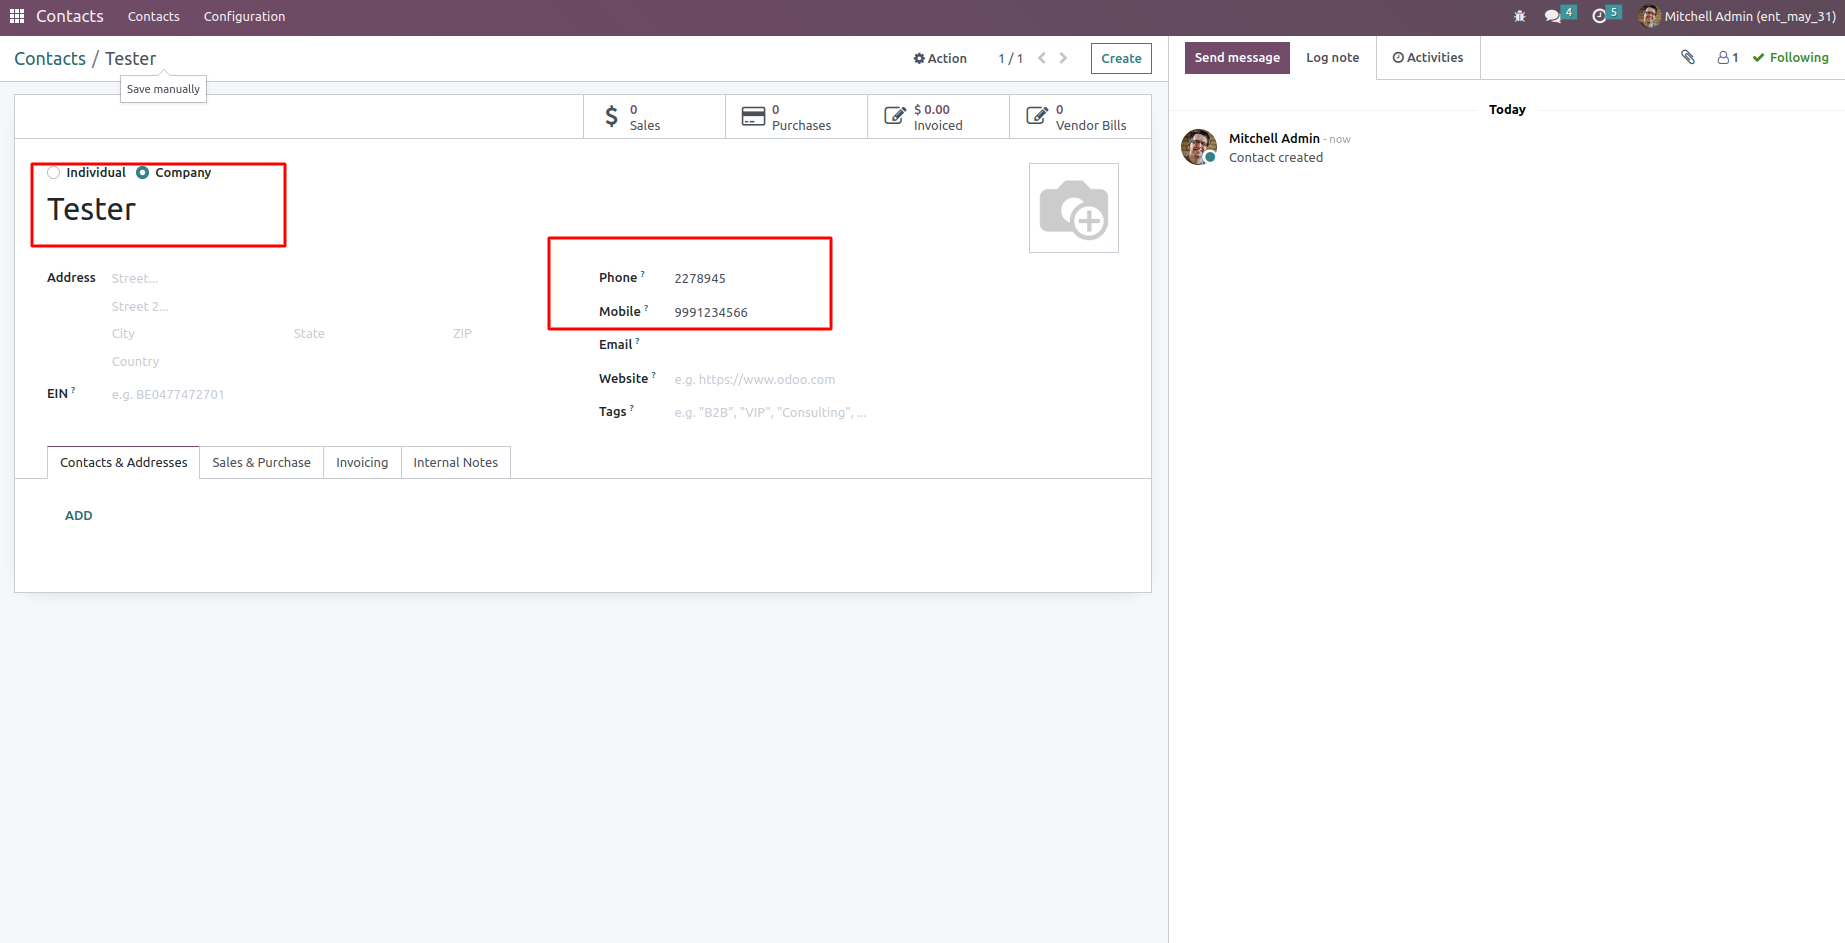 Contacts Contacts Configuration 4 5 Mitchell Admin (ent_may_31)
Contacts / Tester Action 1 / 1 Create
Save manually
Send message Log note Activities 1 Following
0 Sales
0 Purchases
$ 0.00 Invoiced
0 Vendor Bills
Today
Mitchell Admin - now
Contact created
Individual Company
Tester
Address Street...
Street 2...
City State ZIP
Country
EIN ? e.g. BE0477472701
Phone ? 2278945
Mobile ? 9991234566
Email ?
Website ? e.g. https://www.odoo.com
Tags ? e.g. "B2B", "VIP", "Consulting", ...
Contacts & Addresses Sales & Purchase Invoicing Internal Notes
ADD